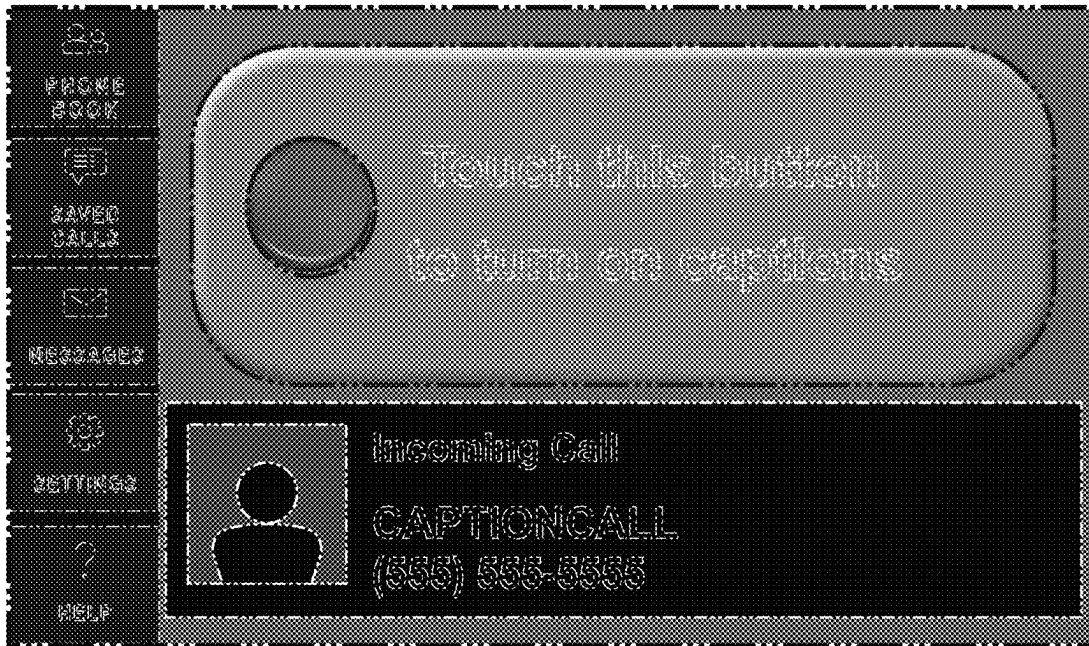 PHONE
BOOK
SAVED
CALLS
MESSAGES
SETTINGS
HELP
Touch this button
to turn on captions
Incoming Call
CAPTIONCALL
(555) 555-5555